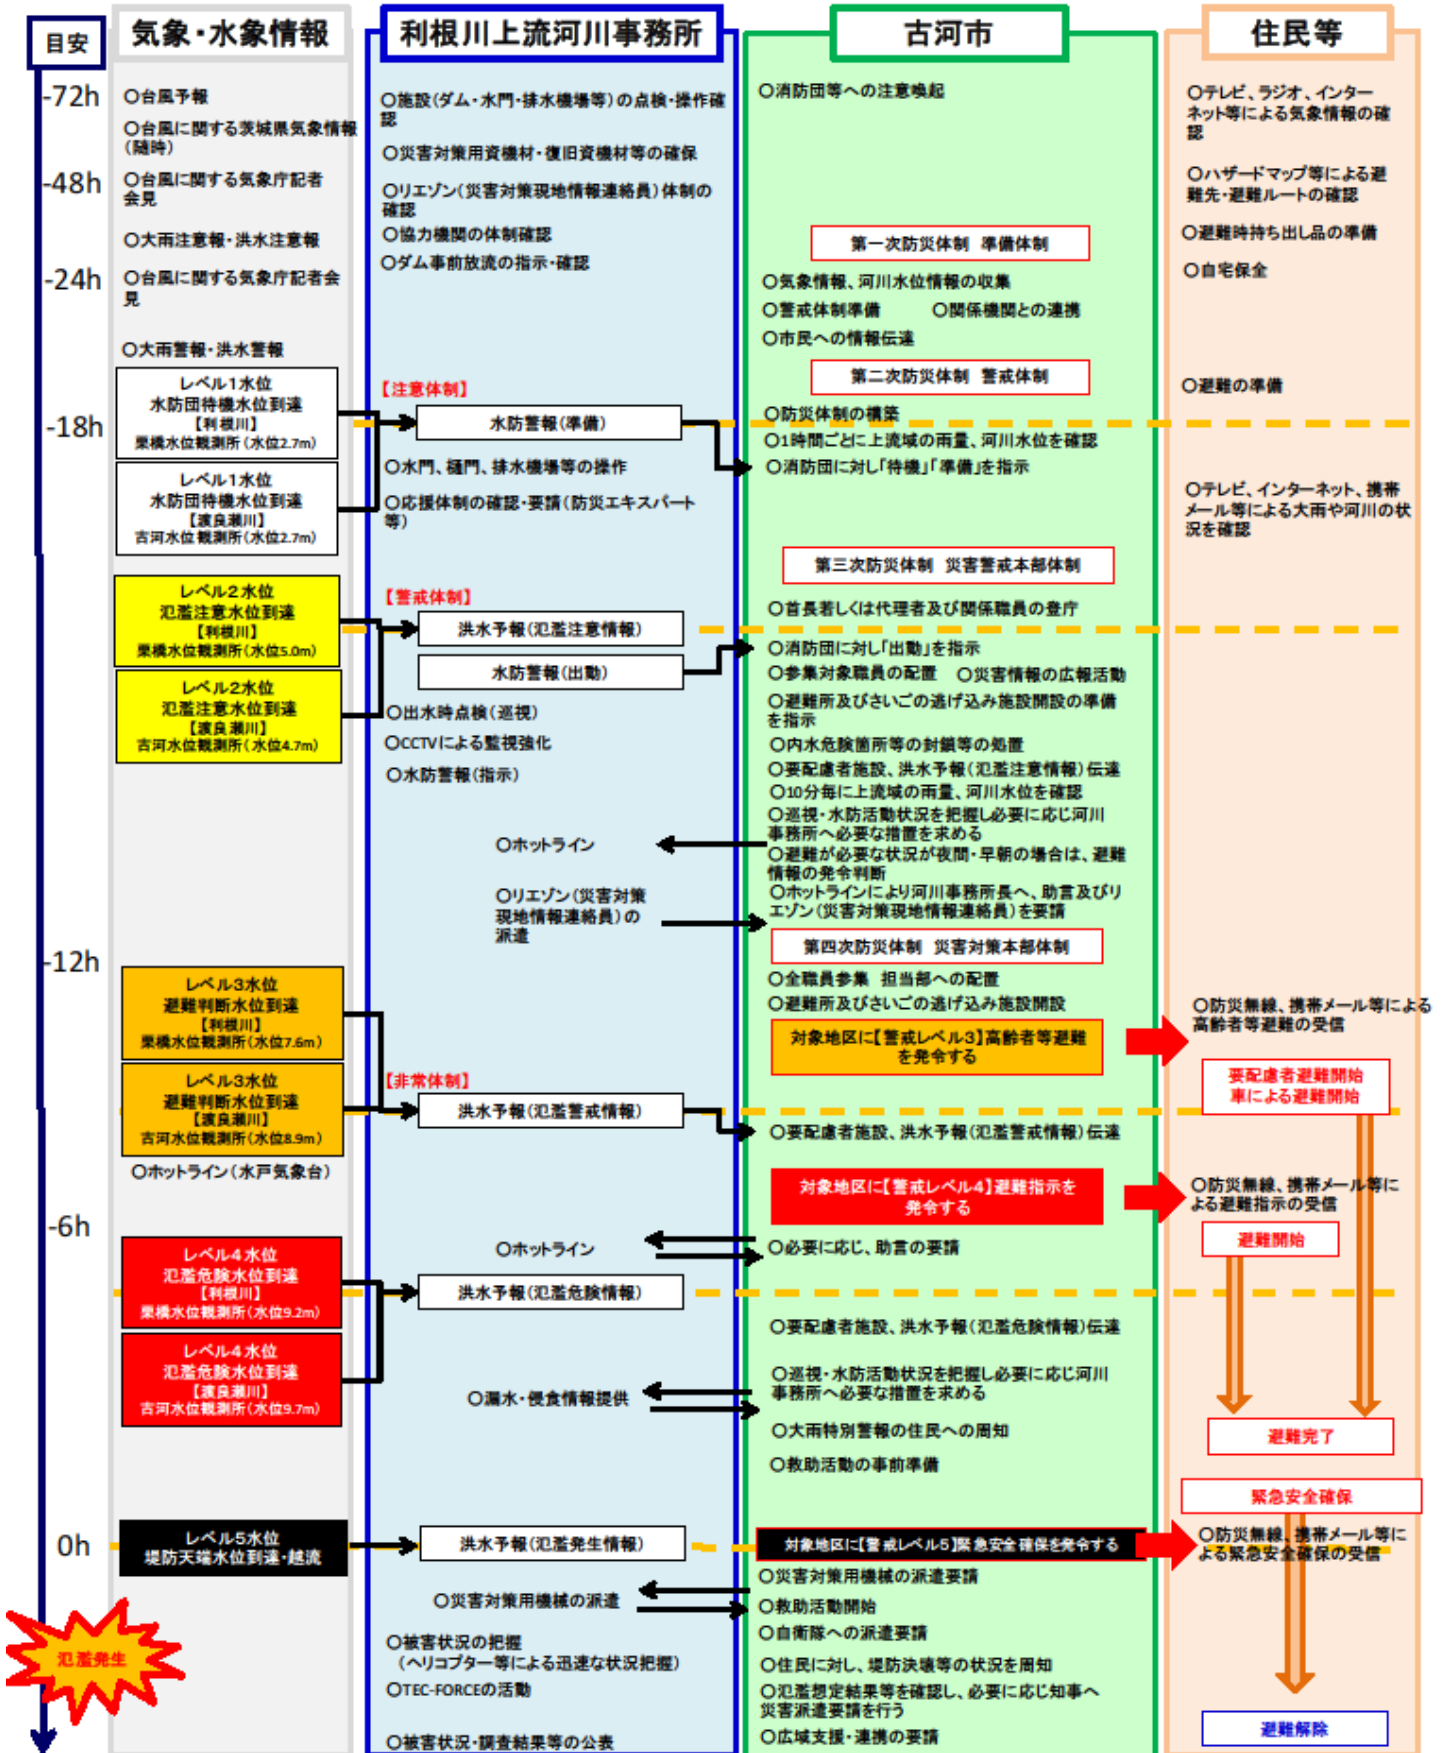 目安
-72h
-48h
-24h
-18h
-12h
-6h
0h
氾濫発生
気象・水象情報
○台風予報
○台風に関する茨城県気象情報
(随時)
○台風に関する気象庁記者
会見
○大雨注意報・洪水注意報
○台風に関する気象庁記者会
見
○大雨警報・洪水警報
レベル1水位
水防団待機水位到達
【利根川】
栗橋水位観測所(水位2.7m)
レベル1水位
水防団待機水位到達
【渡良瀬川】
古河水位観測所(水位2.7m)
レベル2水位
氾濫注意水位到達
【利根川】
栗橋水位観測所(水位5.0m)
レベル2水位
氾濫注意水位到達
【渡良瀬川】
古河水位観測所(水位4.7m)
レベル3水位
避難判断水位到達
【利根川】
栗橋水位観測所(水位7.6m)
レベル3水位
避難判断水位到達
【渡良瀬川】
古河水位観測所(水位8.9m)
○ホットライン(水戸気象台)
レベル4水位
氾濫危険水位到達
【利根川】
栗橋水位観測所(水位9.2m)
レベル4水位
氾濫危険水位到達
【渡良瀬川】
古河水位観測所(水位9.7m)
レベル5水位
堤防天端水位到達・越流
利根川上流河川事務所
○施設(ダム・水門・排水機場等)の点検・操作確
認
○災害対策用資機材・復旧資機材等の確保
○リエゾン(災害対策現地情報連絡員)体制の
確認
○協力機関の体制確認
○ダム事前放流の指示・確認
【注意体制】
水防警報(準備)
○水門、樋門、排水機場等の操作
○応援体制の確認・要請(防災エキスパート
等)
【警戒体制】
洪水予報(氾濫注意情報)
水防警報(出動)
○出水時点検(巡視)
○CCTVによる監視強化
○水防警報(指示)
○ホットライン
○リエゾン(災害対策
現地情報連絡員)の
派遣
【非常体制】
洪水予報(氾濫警戒情報)
○ホットライン
洪水予報(氾濫危険情報)
○漏水・侵食情報提供
洪水予報(氾濫発生情報)
○災害対策用機械の派遣
○被害状況の把握
(ヘリコプター等による迅速な状況把握)
○TEC-FORCEの活動
○被害状況・調査結果等の公表
古河市
○消防団等への注意喚起
第一次防災体制 準備体制
○気象情報、河川水位情報の収集
○警戒体制準備 ○関係機関との連携
○市民への情報伝達
第二次防災体制 警戒体制
○防災体制の構築
○1時間ごとに上流域の雨量、河川水位を確認
○消防団に対し「待機」「準備」を指示
第三次防災体制 災害警戒本部体制
○首長若しくは代理者及び関係職員の登庁
○消防団に対し「出動」を指示
○参集対象職員の配置 ○災害情報の広報活動
○避難所及びさいごの逃げ込み施設開設の準備
を指示
○内水危険箇所等の封鎖等の処置
○要配慮者施設、洪水予報(氾濫注意情報)伝達
○10分毎に上流域の雨量、河川水位を確認
○巡視・水防活動状況を把握し必要に応じ河川
事務所へ必要な措置を求める
○避難が必要な状況が夜間・早朝の場合は、避難
情報の発令判断
○ホットラインにより河川事務所長へ、助言及びリ
エゾン(災害対策現地情報連絡員)を要請
第四次防災体制 災害対策本部体制
○全職員参集 担当部への配置
○避難所及びさいごの逃げ込み施設開設
対象地区に【警戒レベル3】高齢者等避難
を発令する
○要配慮者施設、洪水予報(氾濫警戒情報)伝達
対象地区に【警戒レベル4】避難指示を
発令する
○必要に応じ、助言の要請
○要配慮者施設、洪水予報(氾濫危険情報)伝達
○巡視・水防活動状況を把握し必要に応じ河川
事務所へ必要な措置を求める
○大雨特別警報の住民への周知
○救助活動の事前準備
対象地区に【警戒レベル5】緊急安全確保を発令する
○災害対策用機械の派遣要請
○救助活動開始
○自衛隊への派遣要請
○住民に対し、堤防決壊等の状況を周知
○氾濫想定結果等を確認し、必要に応じ知事へ
災害派遣要請を行う
○広域支援・連携の要請
住民等
○テレビ、ラジオ、インター
ネット等による気象情報の確
認
○ハザードマップ等による避
難先・避難ルートの確認
○避難時持ち出し品の準備
○自宅保全
○避難の準備
○テレビ、インターネット、携帯
メール等による大雨や河川の状
況を確認
○防災無線、携帯メール等による
高齢者等避難の受信
要配慮者避難開始
車による避難開始
○防災無線、携帯メール等に
よる避難指示の受信
避難開始
避難完了
緊急安全確保
○防災無線、携帯メール等に
よる緊急安全確保の受信
避難解除